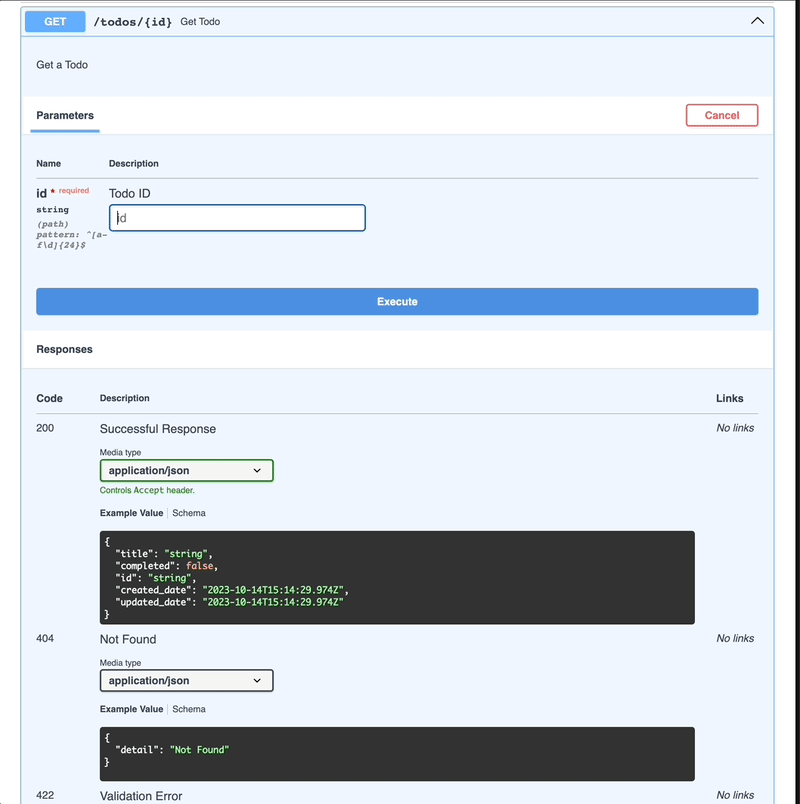 GET /todos/{id} Get Todo
Get a Todo
Parameters
Cancel
Name Description
id * required Todo ID
string
id
(path)
pattern: ^[a-
f\d]{24}$
Execute
Responses
Code Description Links
200 Successful Response No links
Media type
application/json
Controls Accept header.
Example Value Schema
{
"title": "string",
"completed": false,
"id": "string",
"created_date": "2023-10-14T15:14:29.974Z",
"updated_date": "2023-10-14T15:14:29.974Z"
}
404 Not Found No links
Media type
application/json
Example Value Schema
{
"detail": "Not Found"
}
422 Validation Error No links